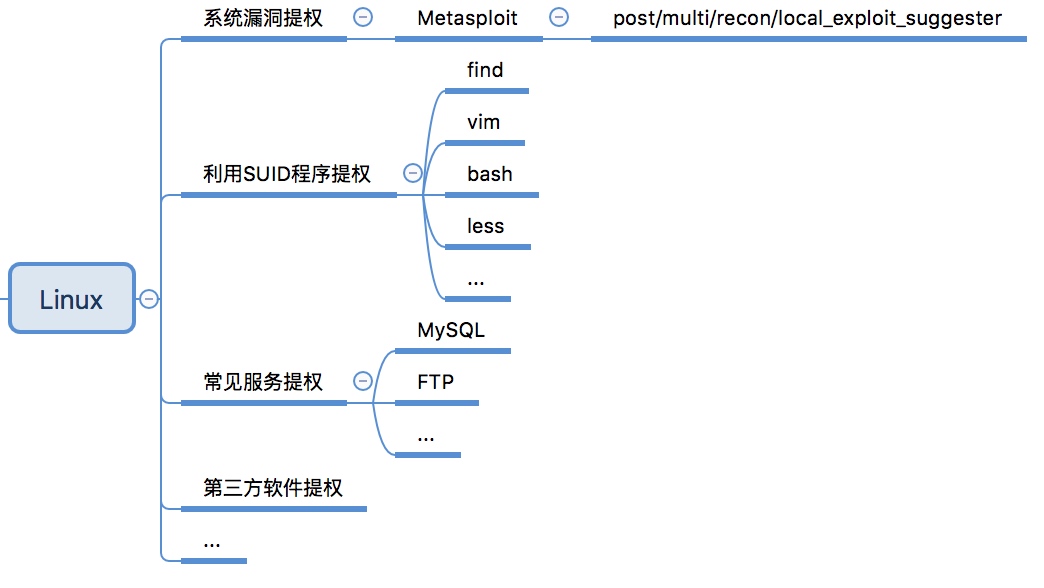 系统漏洞提权
Metasploit
post/multi/recon/local_exploit_suggester
利用SUID程序提权
find
vim
bash
less
...
Linux
常见服务提权
MySQL
FTP
...
第三方软件提权
...